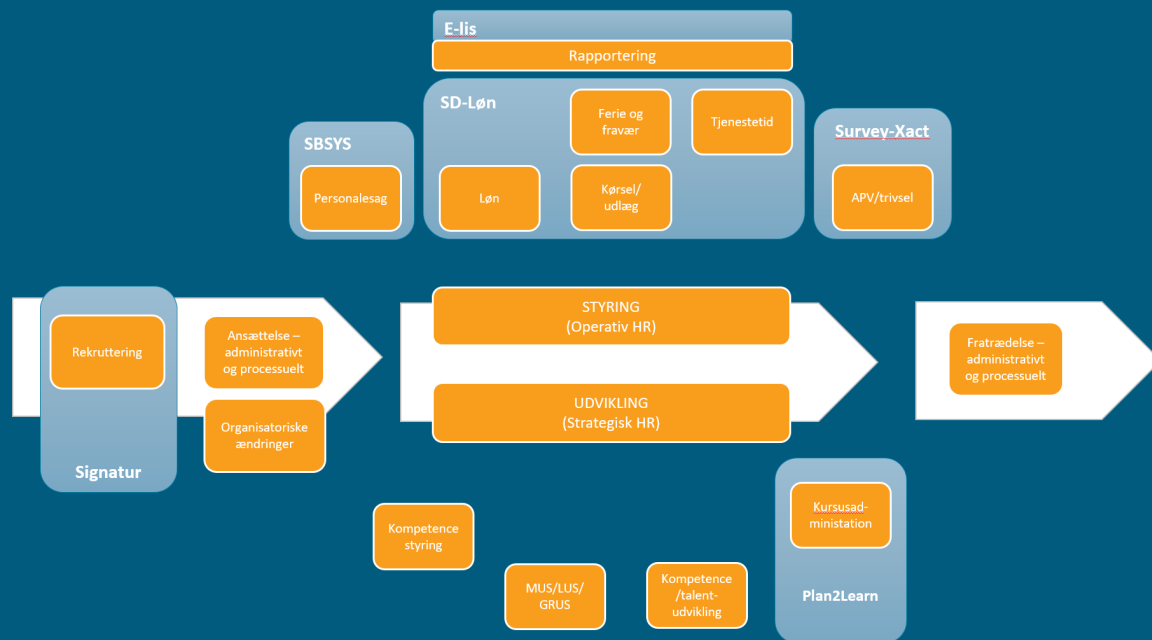 E-lis
Rapportering
SD-Løn
Ferie og
fravær
Tjenestetid
SBSYS
Survey-Xact
Personalesag
Løn
Kørsel/
udlæg
APV/trivsel
Rekruttering
Ansættelse –
administrativt
og processuelt
STYRING
(Operativ HR)
Fratrædelse –
administrativt
og processuelt
UDVIKLING
(Strategisk HR)
Organisatoriske
ændringer
Signatur
Kompetence
styring
MUS/LUS/
GRUS
Kompetence
/talent-
udvikling
Kursusad-
ministation
Plan2Learn